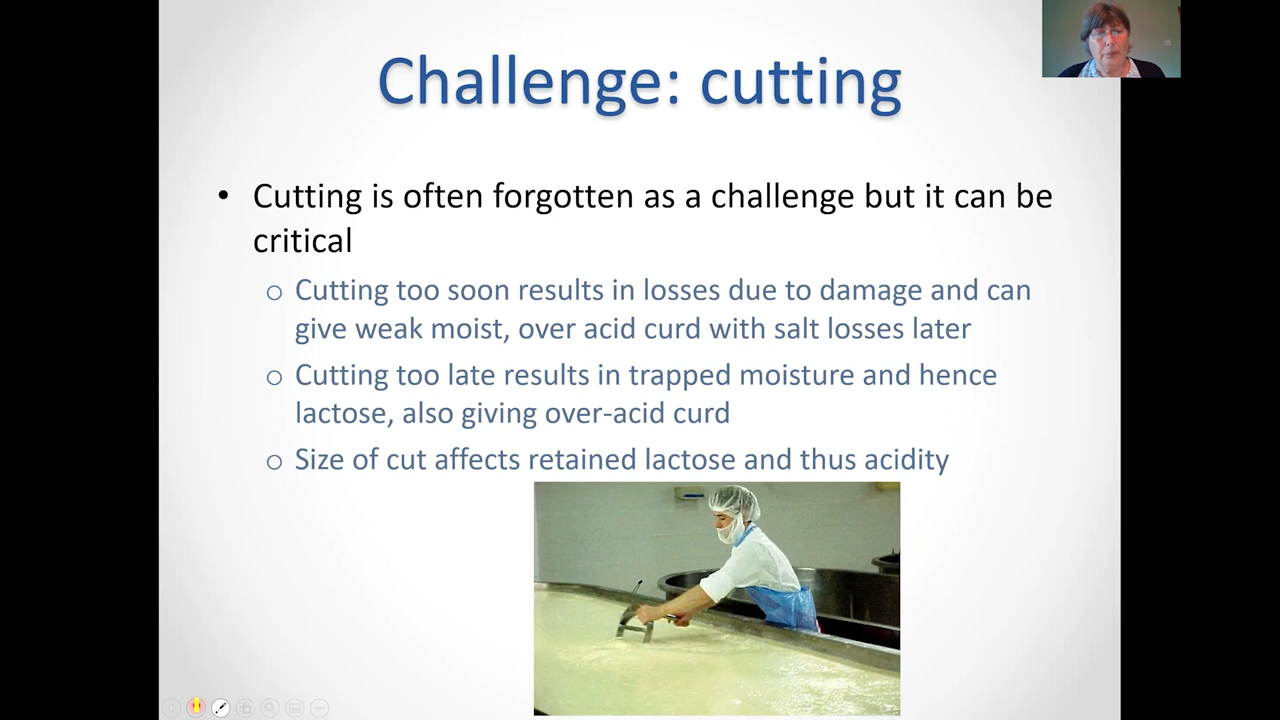 Challenge: cutting
• Cutting is often forgotten as a challenge but it can be
critical
o Cutting too soon results in losses due to damage and can
give weak moist, over acid curd with salt losses later
o Cutting too late results in trapped moisture and hence
lactose, also giving over-acid curd
o Size of cut affects retained lactose and thus acidity